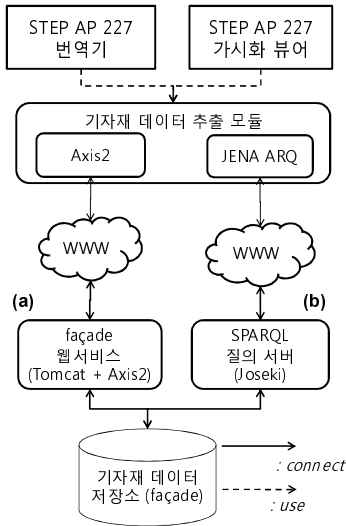 STEP AP 227
번역기
STEP AP 227
가시화 뷰어
기자재 데이터 추출 모듈
Axis2
JENA ARQ
WWW
WWW
(a)
(b)
façade
웹서비스
(Tomcat + Axis2)
SPARQL
질의 서버
(Joseki)
기자재 데이터
저장소 (façade)
: connect
: use